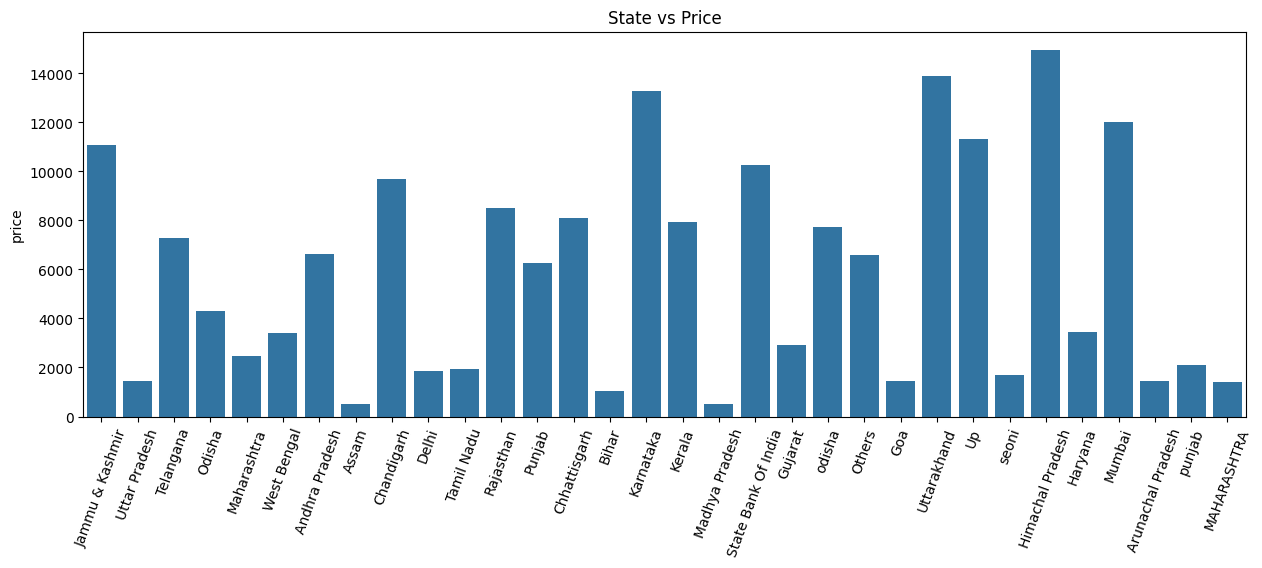 State vs Price
price
14000
12000
10000
8000
6000
4000
2000
0
Jammu & Kashmir
Uttar Pradesh
Telangana
Odisha
Maharashtra
West Bengal
Andhra Pradesh
Assam
Chandigarh
Delhi
Tamil Nadu
Rajasthan
Punjab
Chhattisgarh
Bihar
Karnataka
Kerala
Madhya Pradesh
State Bank Of India
Gujarat
odisha
Others
Goa
Uttarakhand
Up
seoni
Himachal Pradesh
Haryana
Mumbai
Arunachal Pradesh
punjab
MAHARASHTRA